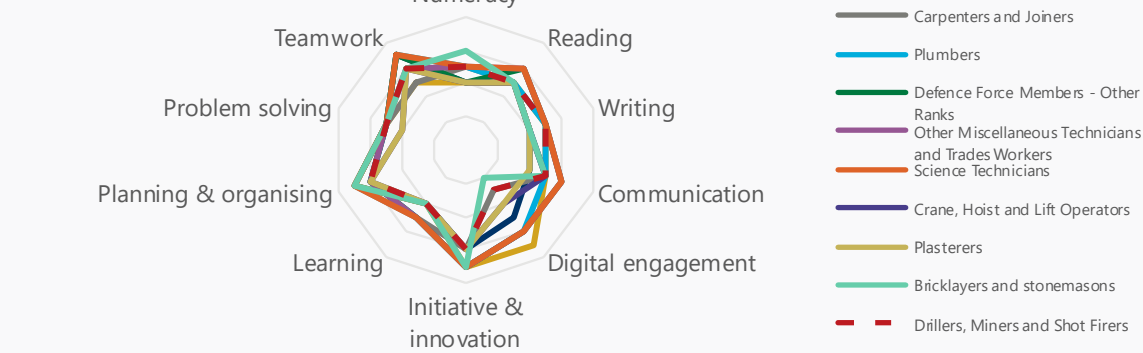 Numeracy
Teamwork
Reading
Problem solving
Writing
Planning & organising
Communication
Learning
Digital engagement
Initiative &
innovation
Carpenters and Joiners
Plumbers
Defence Force Members - Other
Ranks
Other Miscellaneous Technicians
and Trades Workers
Science Technicians
Crane, Hoist and Lift Operators
Plasterers
Bricklayers and stonemasons
Drillers, Miners and Shot Firers